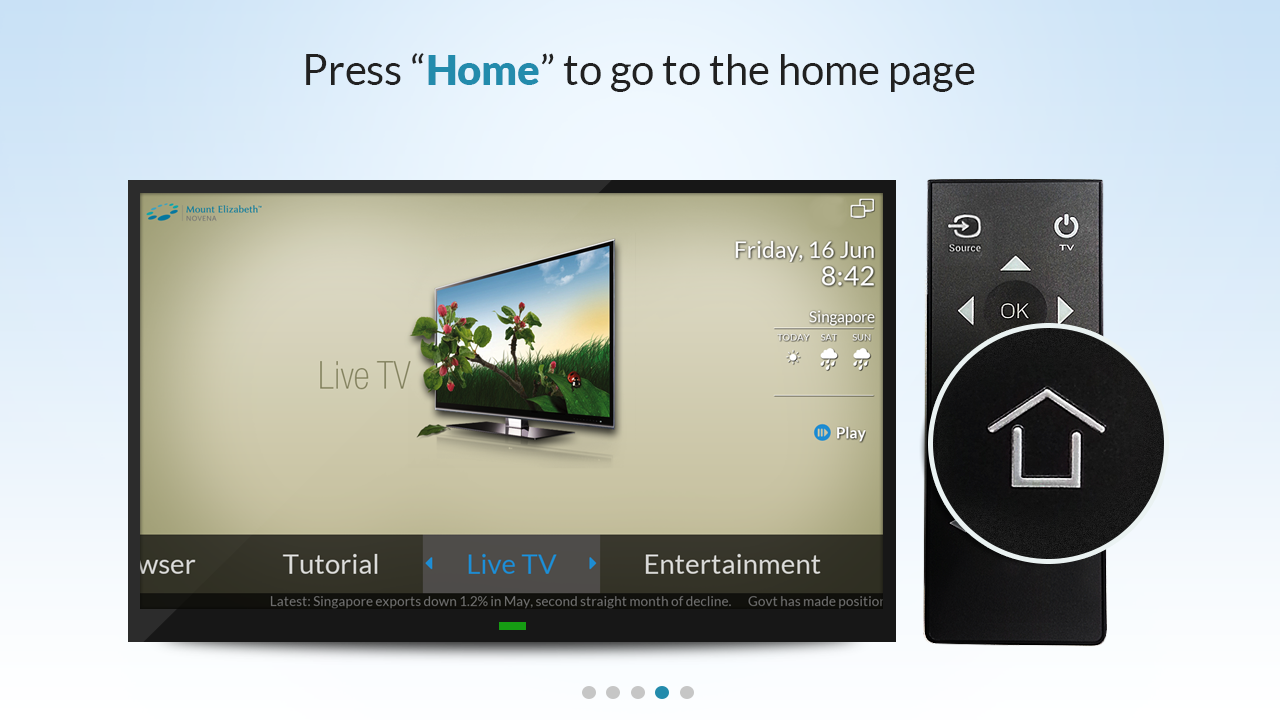 Press “Home” to go to the home page
Mount Elizabeth™
NOVENA
Friday, 16 Jun
8:42
Singapore
TODAY SAT SUN
Live TV
Play
wser Tutorial Live TV Entertainment
Latest: Singapore exports down 1.2% in May, second straight month of decline. Govt has made position
Source
TV
OK